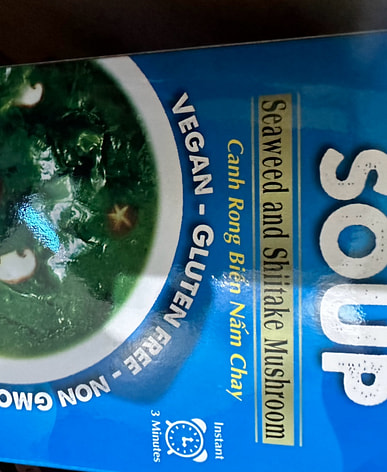 SOUP
Seaweed and Shiitake Mushroom
Canh Rong Biển Nấm Chay
VEGAN - GLUTEN FREE - NON GMO
Instant
3 Minutes